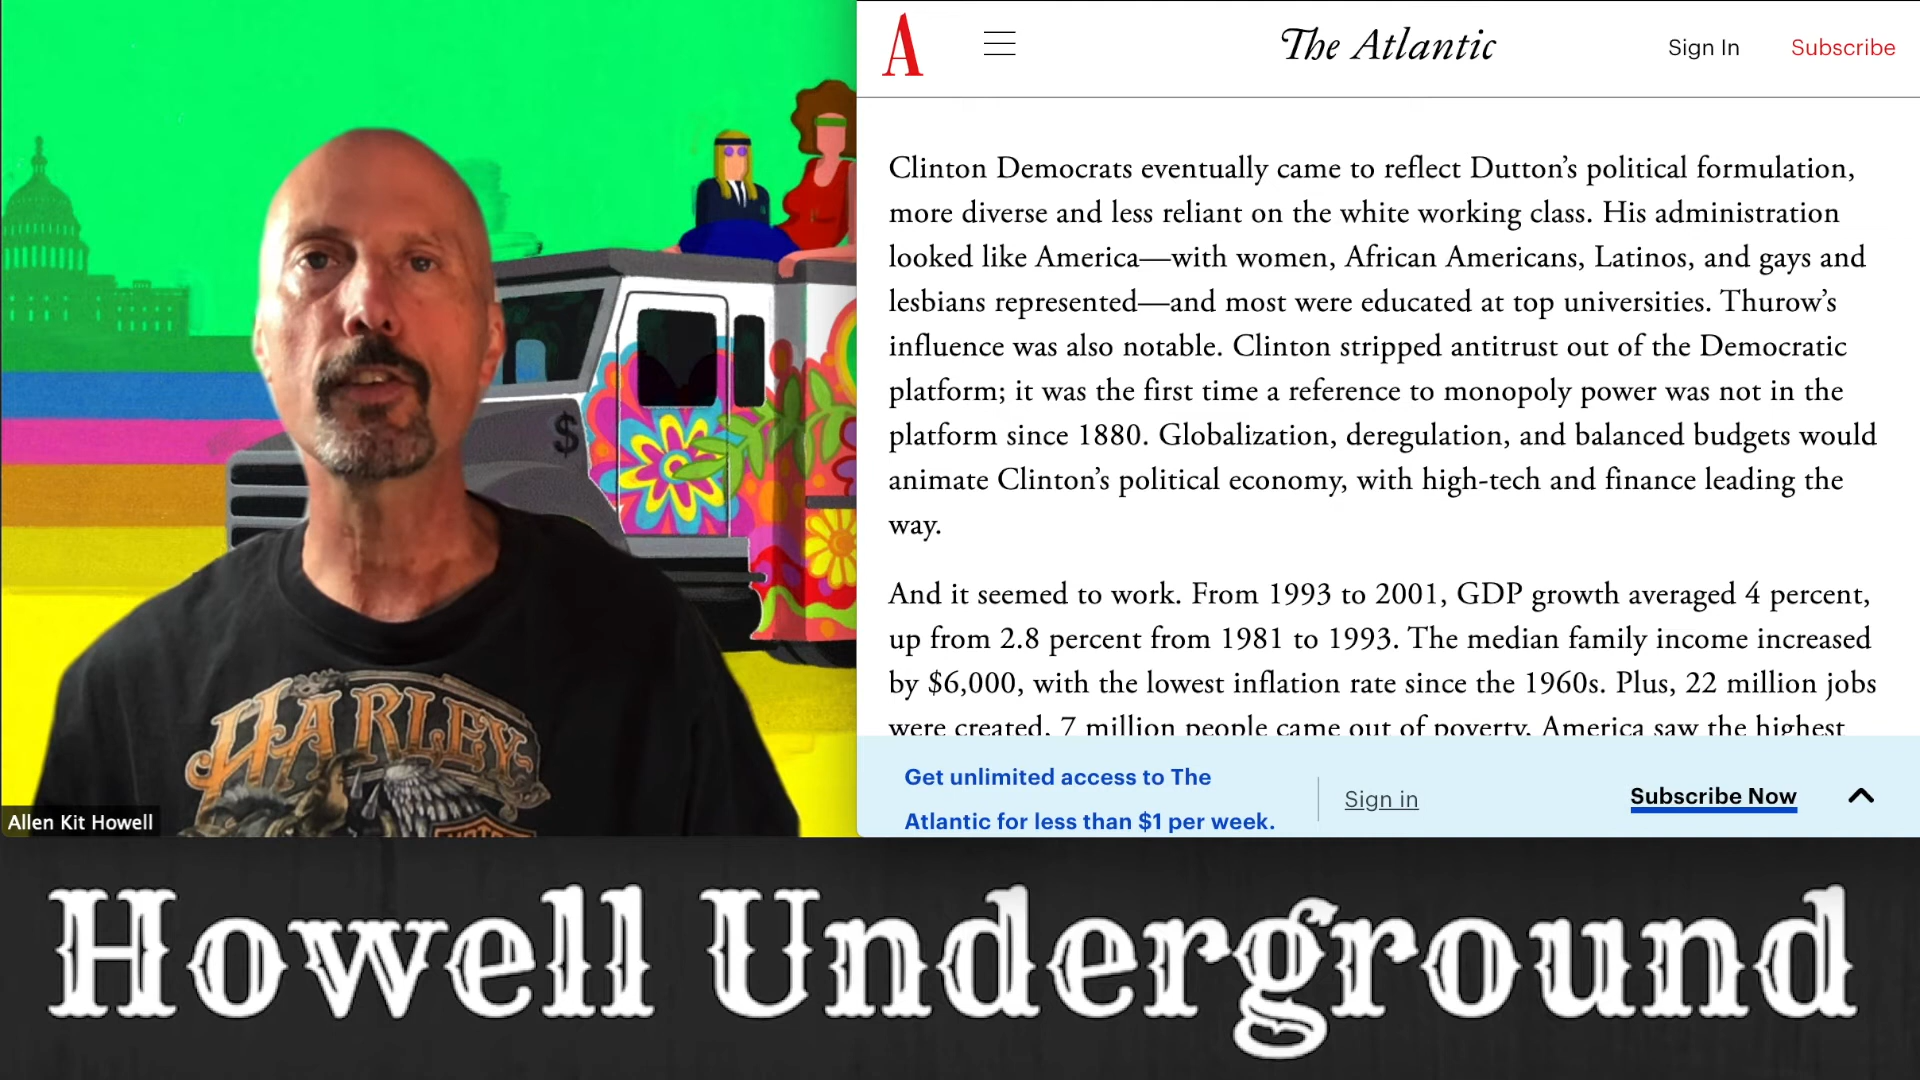 A
The Atlantic
Sign In
Subscribe
Clinton Democrats eventually came to reflect Dutton’s political formulation,
more diverse and less reliant on the white working class. His administration
looked like America—with women, African Americans, Latinos, and gays and
lesbians represented—and most were educated at top universities. Thurow’s
influence was also notable. Clinton stripped antitrust out of the Democratic
platform; it was the first time a reference to monopoly power was not in the
platform since 1880. Globalization, deregulation, and balanced budgets would
animate Clinton’s political economy, with high-tech and finance leading the
way.
And it seemed to work. From 1993 to 2001, GDP growth averaged 4 percent,
up from 2.8 percent from 1981 to 1993. The median family income increased
by $6,000, with the lowest inflation rate since the 1960s. Plus, 22 million jobs
were created, 7 million people came out of poverty, America saw the highest
Get unlimited access to The
Atlantic for less than $1 per week.
Sign in
Subscribe Now
$
HARLEY
Allen Kit Howell
Howell Underground